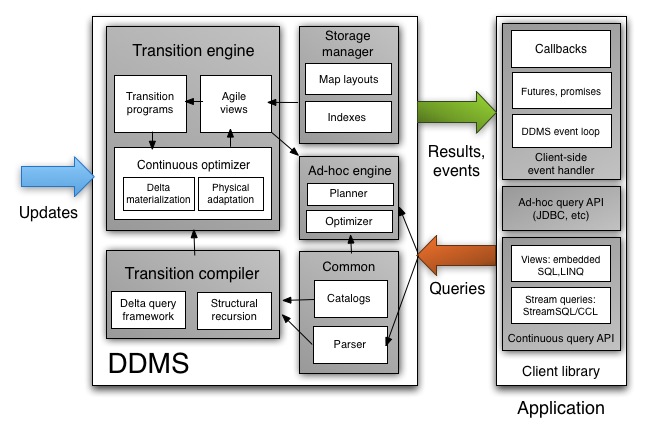 Updates
DDMS
Transition engine
Transition
programs
Agile
views
Continuous optimizer
Delta
materialization
Physical
adaptation
Transition compiler
Delta query
framework
Structural
recursion
Storage
manager
Map layouts
Indexes
Ad-hoc engine
Planner
Optimizer
Common
Catalogs
Parser
Results,
events
Queries
Callbacks
Futures, promises
DDMS event loop
Client-side
event handler
Ad-hoc query API
(JDBC, etc)
Views: embedded
SQL,LINQ
Stream queries:
StreamSQL/CCL
Continuous query API
Client library
Application